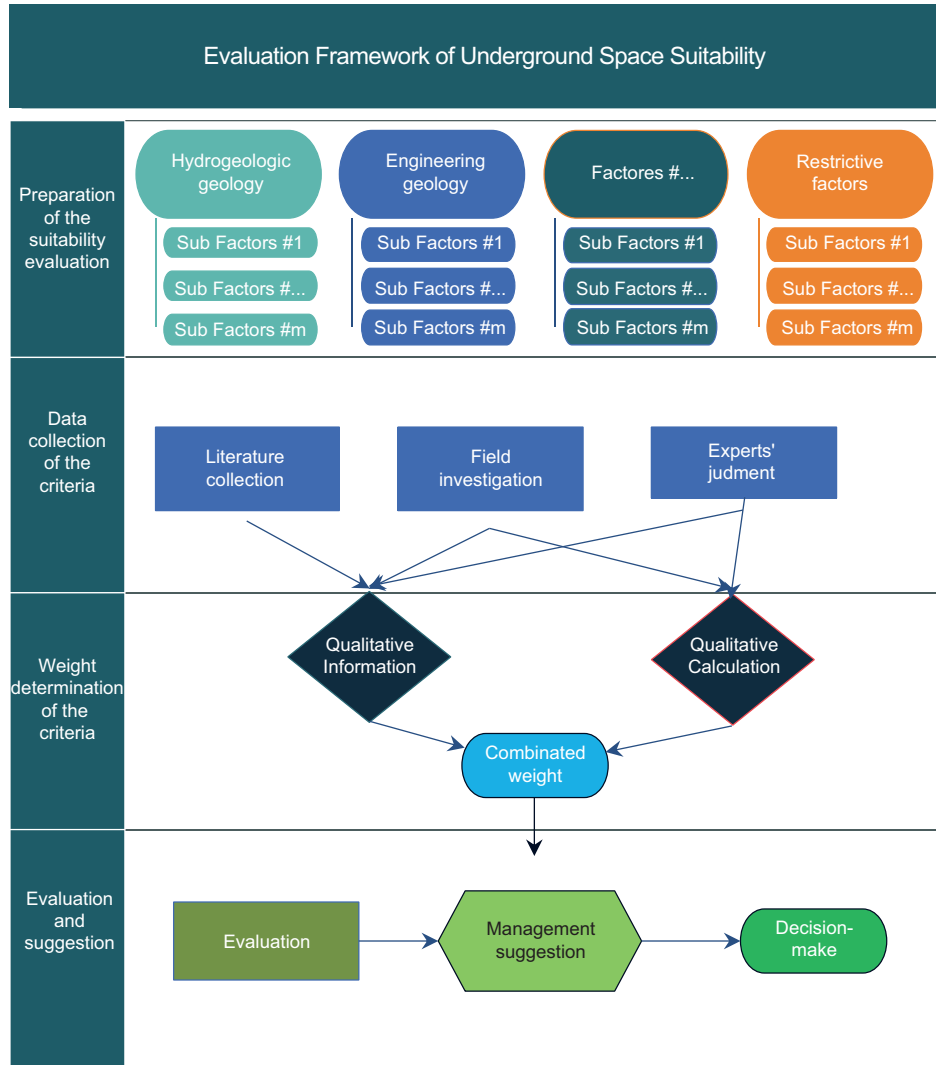 Evaluation Framework of Underground Space Suitability
Preparation
of the
suitability
evaluation
Hydrogeologic
geology
Sub Factors #1
Sub Factors #...
Sub Factors #m
Engineering
geology
Sub Factors #1
Sub Factors #...
Sub Factors #m
Factores #...
Sub Factors #1
Sub Factors #...
Sub Factors #m
Restrictive
factors
Sub Factors #1
Sub Factors #...
Sub Factors #m
Data
collection
of the
criteria
Literature
collection
Field
investigation
Experts'
judment
Weight
determination
of the
criteria
Qualitative
Information
Qualitative
Calculation
Combinated
weight
Evaluation
and
suggestion
Evaluation
Management
suggestion
Decision-
make